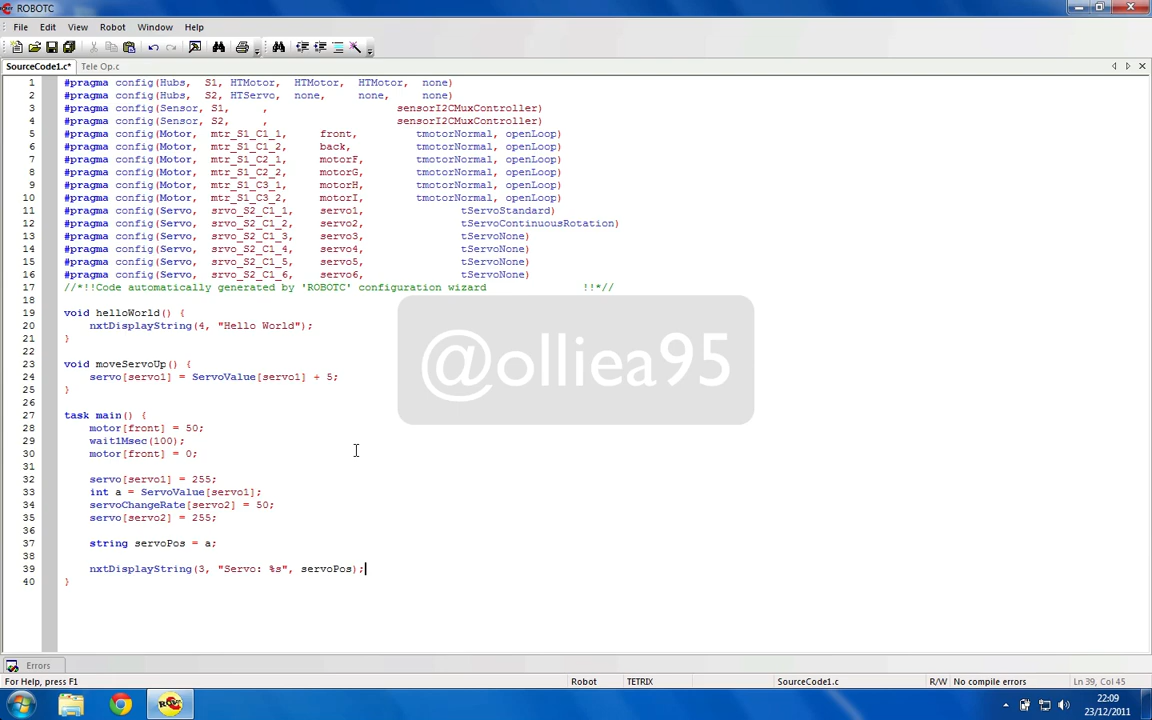 ROBOTC
File Edit View Robot Window Help
SourceCode1.c* Tele Op.c
1 #pragma config(Hubs, S1, HTMotor, HTMotor, HTMotor, none)
2 #pragma config(Hubs, S2, HTServo, none, none, none)
3 #pragma config(Sensor, S1, , sensorI2CMuxController)
4 #pragma config(Sensor, S2, , sensorI2CMuxController)
5 #pragma config(Motor, mtr_S1_C1_1, front, tmotorNormal, openLoop)
6 #pragma config(Motor, mtr_S1_C1_2, back, tmotorNormal, openLoop)
7 #pragma config(Motor, mtr_S1_C2_1, motorF, tmotorNormal, openLoop)
8 #pragma config(Motor, mtr_S1_C2_2, motorG, tmotorNormal, openLoop)
9 #pragma config(Motor, mtr_S1_C3_1, motorH, tmotorNormal, openLoop)
10 #pragma config(Motor, mtr_S1_C3_2, motorI, tmotorNormal, openLoop)
11 #pragma config(Servo, srvo_S2_C1_1, servo1, tServoStandard)
12 #pragma config(Servo, srvo_S2_C1_2, servo2, tServoContinuousRotation)
13 #pragma config(Servo, srvo_S2_C1_3, servo3, tServoNone)
14 #pragma config(Servo, srvo_S2_C1_4, servo4, tServoNone)
15 #pragma config(Servo, srvo_S2_C1_5, servo5, tServoNone)
16 #pragma config(Servo, srvo_S2_C1_6, servo6, tServoNone)
17 //*!!Code automatically generated by 'ROBOTC' configuration wizard !!*//
18
19 void helloWorld() {
20 nxtDisplayString(4, "Hello World");
21 }
22
23 void moveServoUp() {
24 servo[servo1] = ServoValue[servo1] + 5;
25 }
26
27 task main() {
28 motor[front] = 50;
29 wait1Msec(100);
30 motor[front] = 0;
31
32 servo[servo1] = 255;
33 int a = ServoValue[servo1];
34 servoChangeRate[servo2] = 50;
35 servo[servo2] = 255;
36
37 string servoPos = a;
38
39 nxtDisplayString(3, "Servo: %s", servoPos);
40 }
@olliea95
Errors
For Help, press F1 Robot TETRIX SourceCode1.c R/W No compile errors Ln 39, Col 45
22:09
23/12/2011